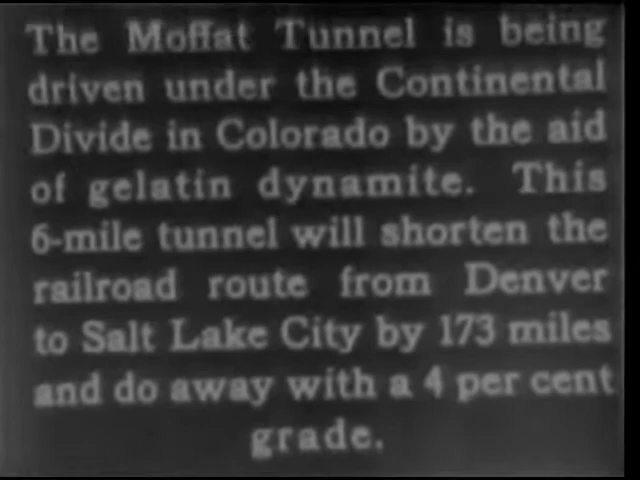 The Moffat Tunnel is being
driven under the Continental
Divide in Colorado by the aid
of gelatin dynamite. This
6-mile tunnel will shorten the
railroad route from Denver
to Salt Lake City by 173 miles
and do away with a 4 per cent
grade.